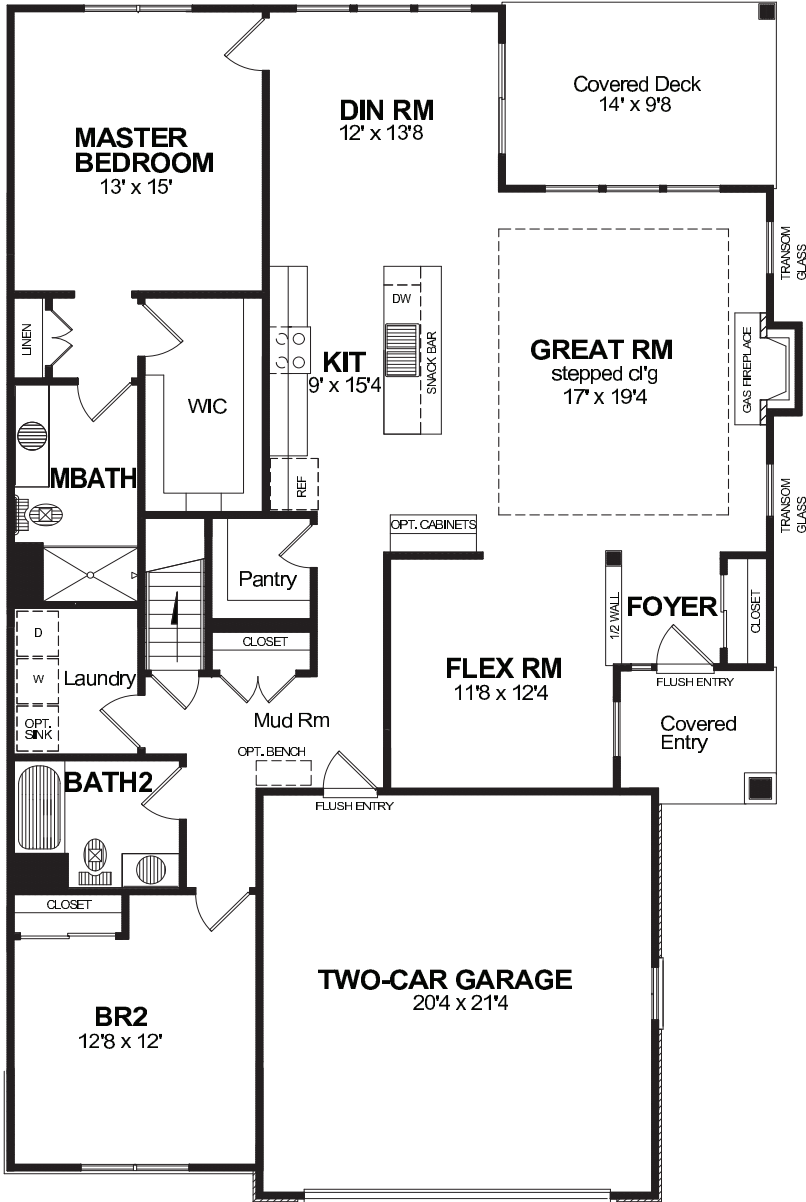 Covered Deck
14' x 9'8
DIN RM
12' x 13'8
MASTER
BEDROOM
13' x 15'
TRANSOM
GLASS
LINEN
DW
SNACK BAR
KIT
9' x 15'4
GREAT RM
stepped cl'g
17' x 19'4
GAS FIREPLACE
WIC
MBATH
REF
TRANSOM
GLASS
OPT. CABINETS
Pantry
1/2 WALL
FOYER
CLOSET
D
CLOSET
W
Laundry
FLEX RM
11'8 x 12'4
FLUSH ENTRY
OPT.
SINK
Mud Rm
Covered
Entry
OPT. BENCH
BATH2
FLUSH ENTRY
CLOSET
TWO-CAR GARAGE
20'4 x 21'4
BR2
12'8 x 12'